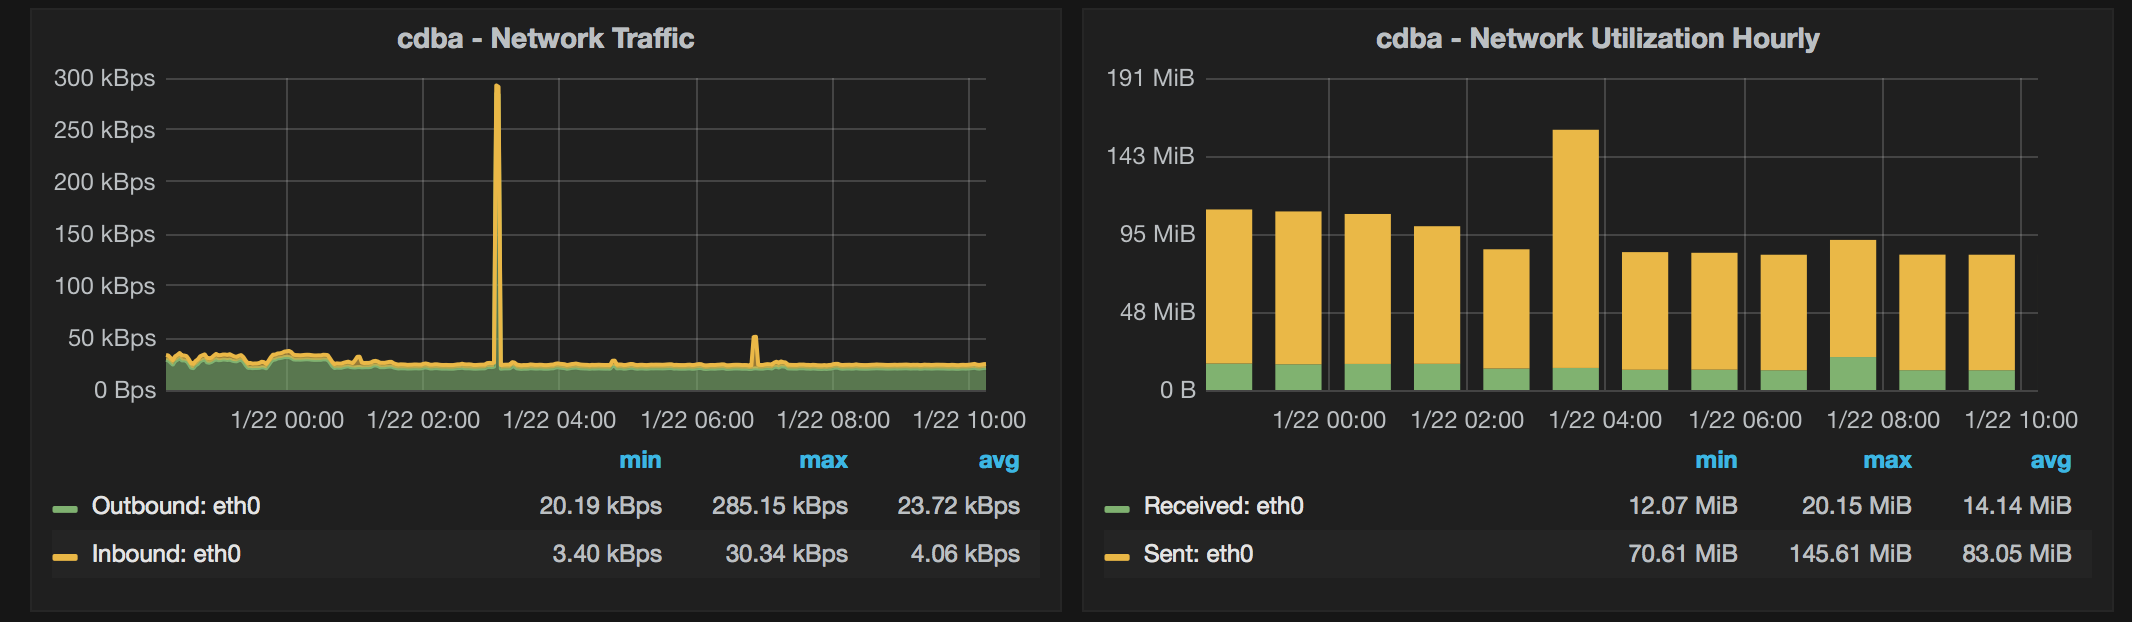 cdba - Network Traffic
300 kBps
250 kBps
200 kBps
150 kBps
100 kBps
50 kBps
0 Bps
1/22 00:00 1/22 02:00 1/22 04:00 1/22 06:00 1/22 08:00 1/22 10:00
min max avg
Outbound: eth0 20.19 kBps 285.15 kBps 23.72 kBps
Inbound: eth0 3.40 kBps 30.34 kBps 4.06 kBps
cdba - Network Utilization Hourly
191 MiB
143 MiB
95 MiB
48 MiB
0 B
1/22 00:00 1/22 02:00 1/22 04:00 1/22 06:00 1/22 08:00 1/22 10:00
min max avg
Received: eth0 12.07 MiB 20.15 MiB 14.14 MiB
Sent: eth0 70.61 MiB 145.61 MiB 83.05 MiB